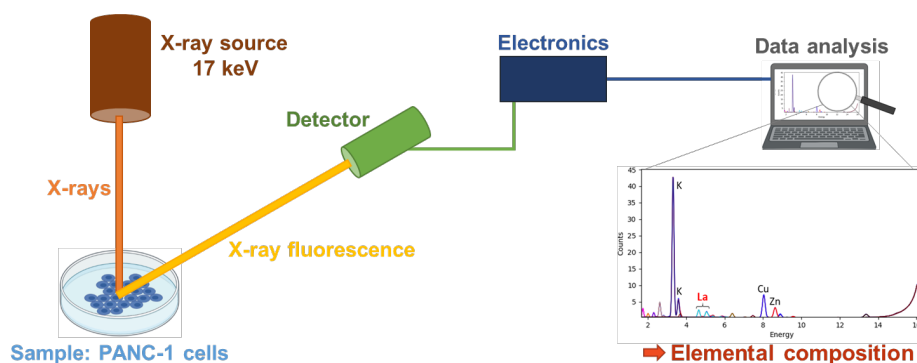 X-ray source
17 keV
Electronics
Data analysis
Detector
X-rays
X-ray fluorescence
Sample: PANC-1 cells
45
40
35
30
25
20
15
10
5
Counts
K
K
La
Cu
Zn
2
4
6
8
10
12
14
16
Energy
Elemental composition